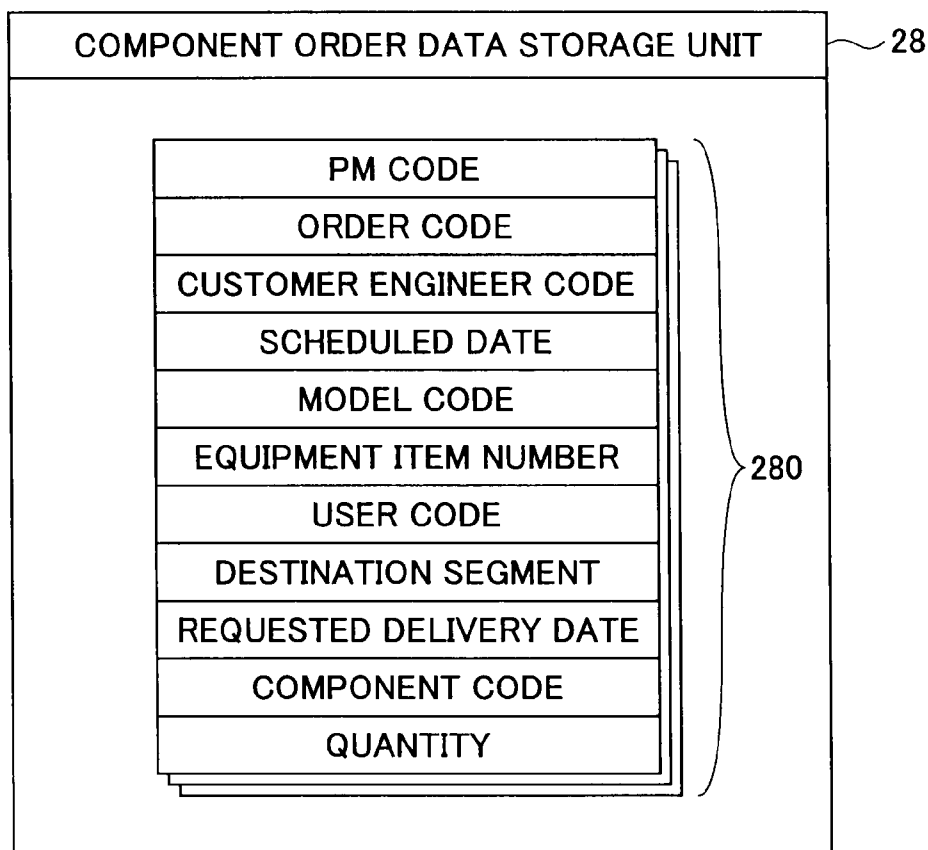 COMPONENT ORDER DATA STORAGE UNIT 28
PM CODE
ORDER CODE
CUSTOMER ENGINEER CODE
SCHEDULED DATE
MODEL CODE
EQUIPMENT ITEM NUMBER
280
USER CODE
DESTINATION SEGMENT
REQUESTED DELIVERY DATE
COMPONENT CODE
QUANTITY